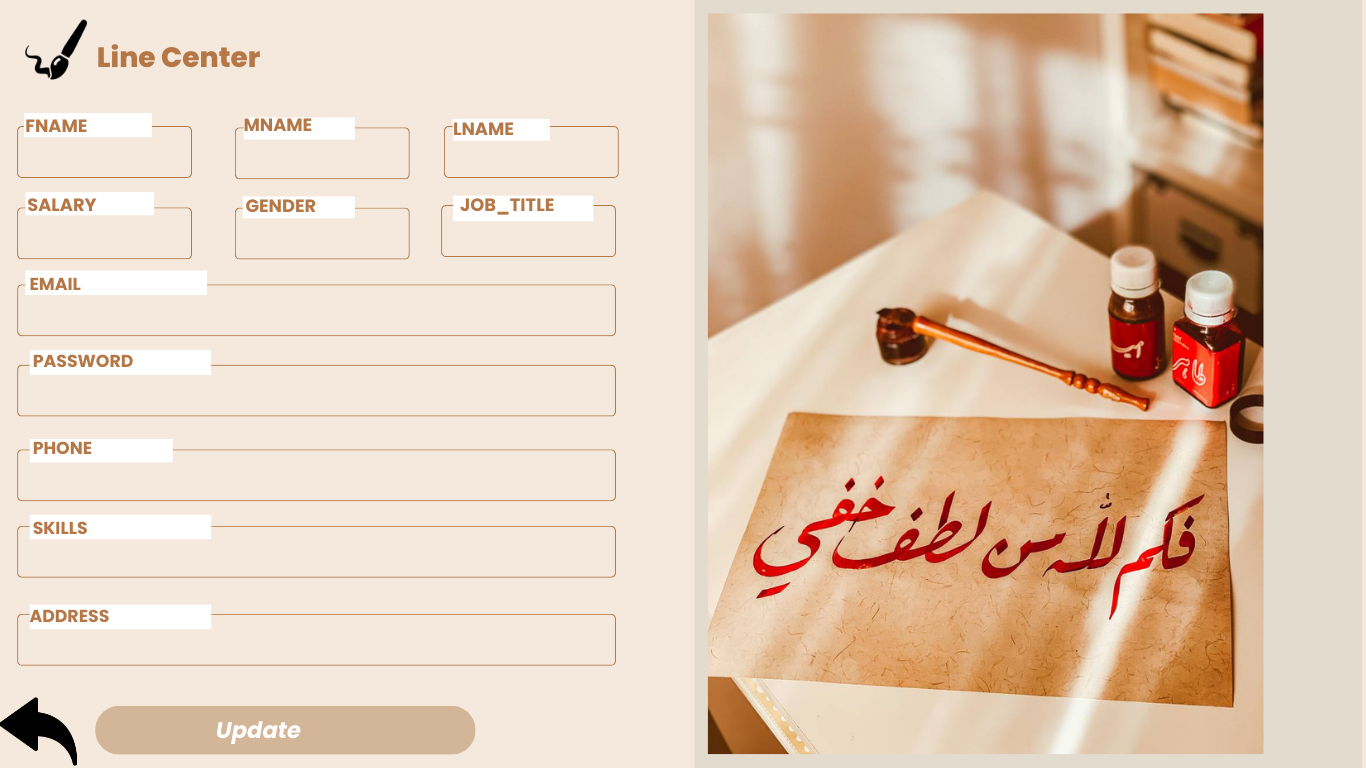 Line Center
FNAME
MNAME
LNAME
SALARY
GENDER
JOB_TITLE
EMAIL
PASSWORD
PHONE
SKILLS
ADDRESS
Update
فكم لله من لطف خفي